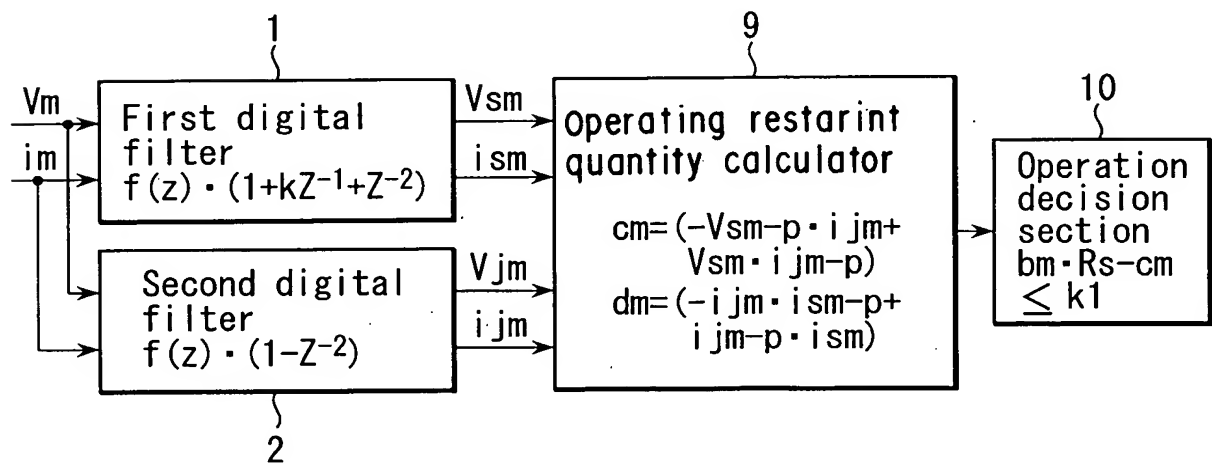 1
9
10
2
Vm
im
First digital
filter
f(z)・(1+kZ⁻¹+Z⁻²)
Vsm
ism
Second digital
filter
f(z)・(1-Z⁻²)
Vjm
ijm
Operating restarint
quantity calculator
cm=(-Vsm-p・ijm+
Vsm・ijm-p)
dm=(-ijm・ism-p+
ijm-p・ism)
Operation
decision
section
bm・Rs-cm
≤ k1